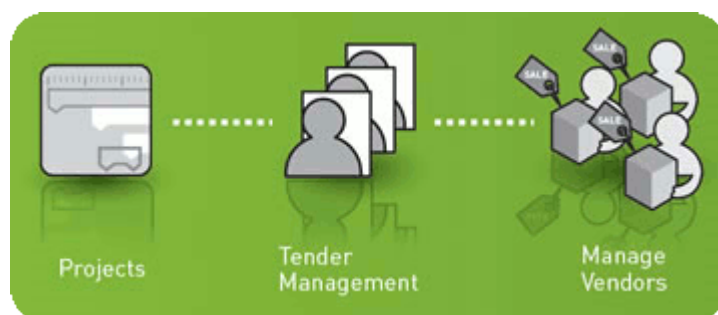 SALE
SALE
SALE
Projects
Tender
Management
Manage
Vendors